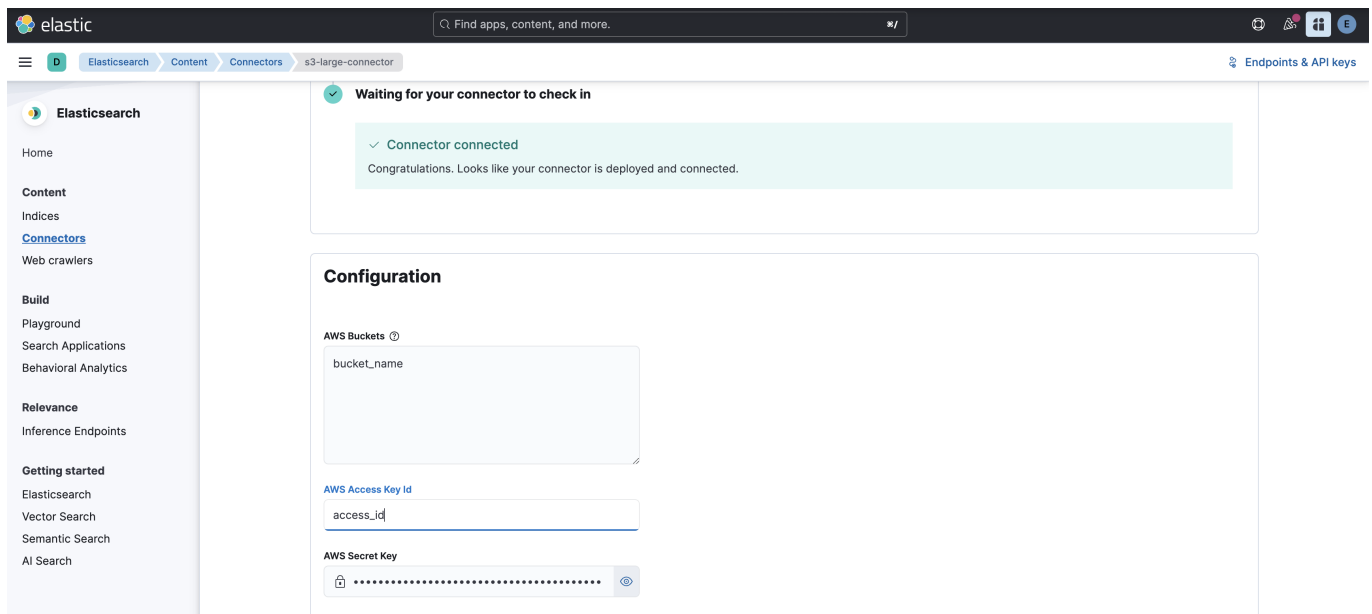 elastic
Find apps, content, and more.
⌘/
E
D
Elasticsearch
Content
Connectors
s3-large-connector
Endpoints & API keys
Elasticsearch
Home
Content
Indices
Connectors
Web crawlers
Build
Playground
Search Applications
Behavioral Analytics
Relevance
Inference Endpoints
Getting started
Elasticsearch
Vector Search
Semantic Search
AI Search
Waiting for your connector to check in
Connector connected
Congratulations. Looks like your connector is deployed and connected.
Configuration
AWS Buckets
bucket_name
AWS Access Key Id
access_id
AWS Secret Key
••••••••••••••••••••••••••••••••••••••••